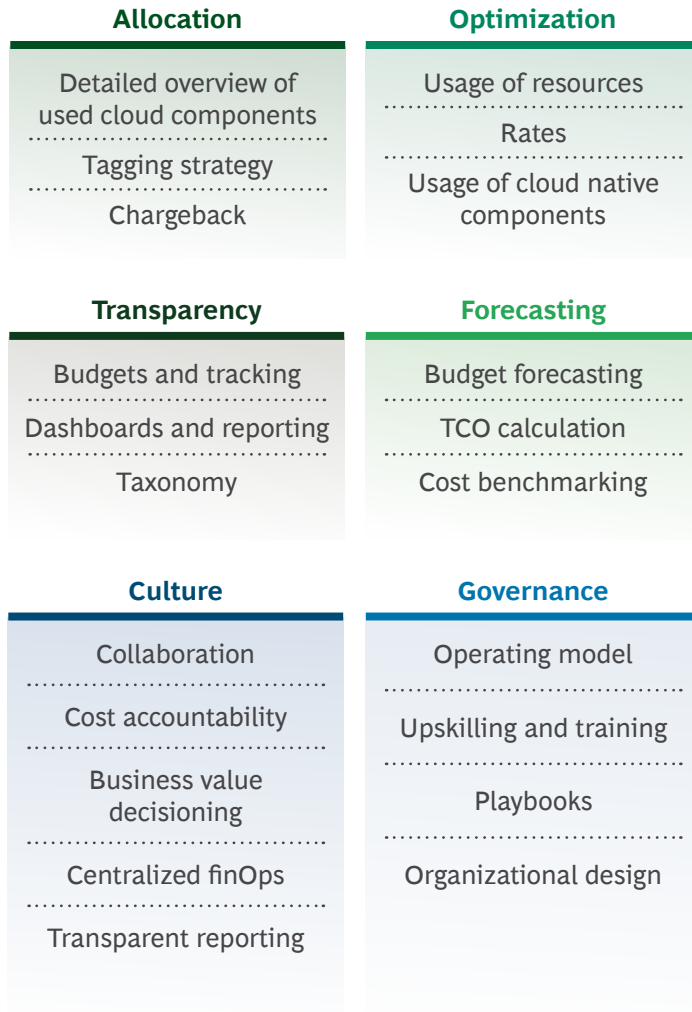 Allocation
Detailed overview of
used cloud components
Tagging strategy
Chargeback
Optimization
Usage of resources
Rates
Usage of cloud native
components
Transparency
Budgets and tracking
Dashboards and reporting
Taxonomy
Forecasting
Budget forecasting
TCO calculation
Cost benchmarking
Culture
Collaboration
Cost accountability
Business value
decisioning
Centralized finOps
Transparent reporting
Governance
Operating model
Upskilling and training
Playbooks
Organizational design